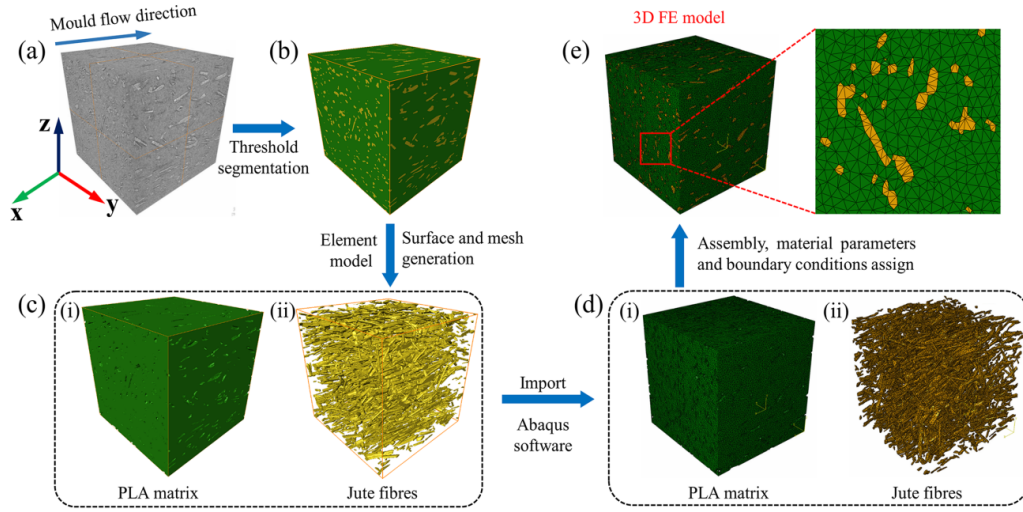 Mould flow direction
(a)
z
x
y
Threshold
segmentation
(b)
Element
model
Surface and mesh
generation
(c)
(i)
(ii)
PLA matrix
Jute fibres
Import
Abaqus
software
(d)
(i)
(ii)
PLA matrix
Jute fibres
Assembly, material parameters
and boundary conditions assign
(e)
3D FE model